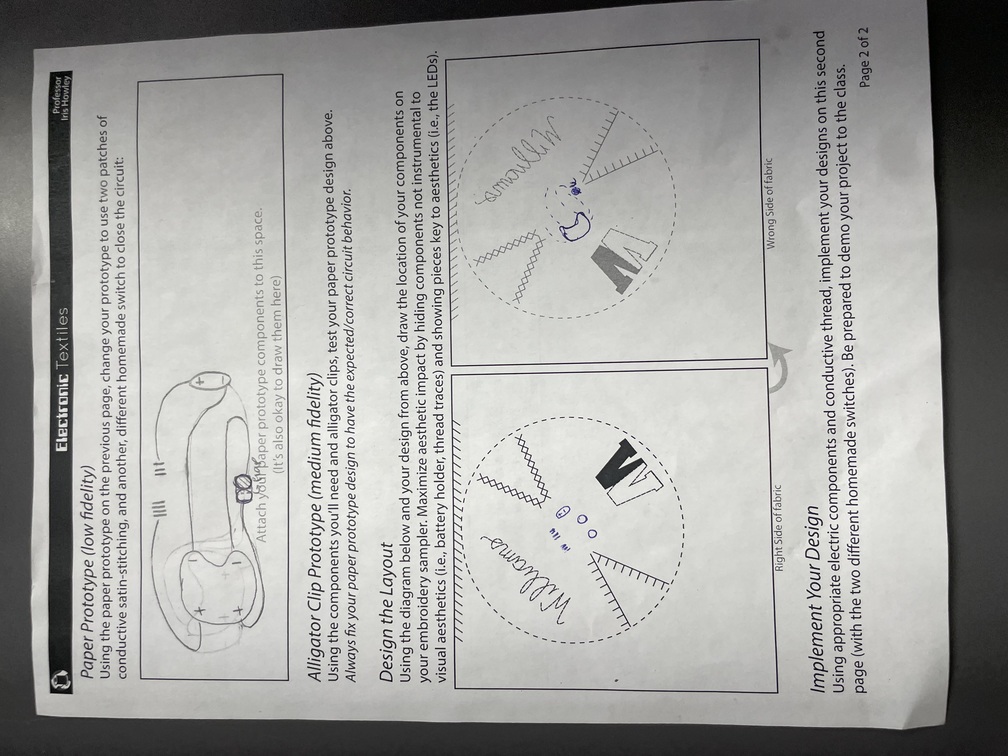 Electronic Textiles
Professor
Iris Howley
Paper Prototype (low fidelity)
Using the paper prototype on the previous page, change your prototype to use two patches of
conductive satin-stitching, and another, different homemade switch to close the circuit:
+ -
+
-
+ -
Attach your paper prototype components to this space.
(It's also okay to draw them here)
Alligator Clip Prototype (medium fidelity)
Using the components you'll need and alligator clips, test your paper prototype design above.
Always fix your paper prototype design to have the expected/correct circuit behavior.
Design the Layout
Using the diagram below and your design from above, draw the location of your components on
your embroidery sampler. Maximize aesthetic impact by hiding components not instrumental to
visual aesthetics (i.e., battery holder, thread traces) and showing pieces key to aesthetics (i.e., the LEDs).
Williams
Williams
W
W
Right Side of fabric
Wrong Side of fabric
Implement Your Design
Using appropriate electric components and conductive thread, implement your designs on this second
page (with the two different homemade switches). Be prepared to demo your project to the class.
Page 2 of 2